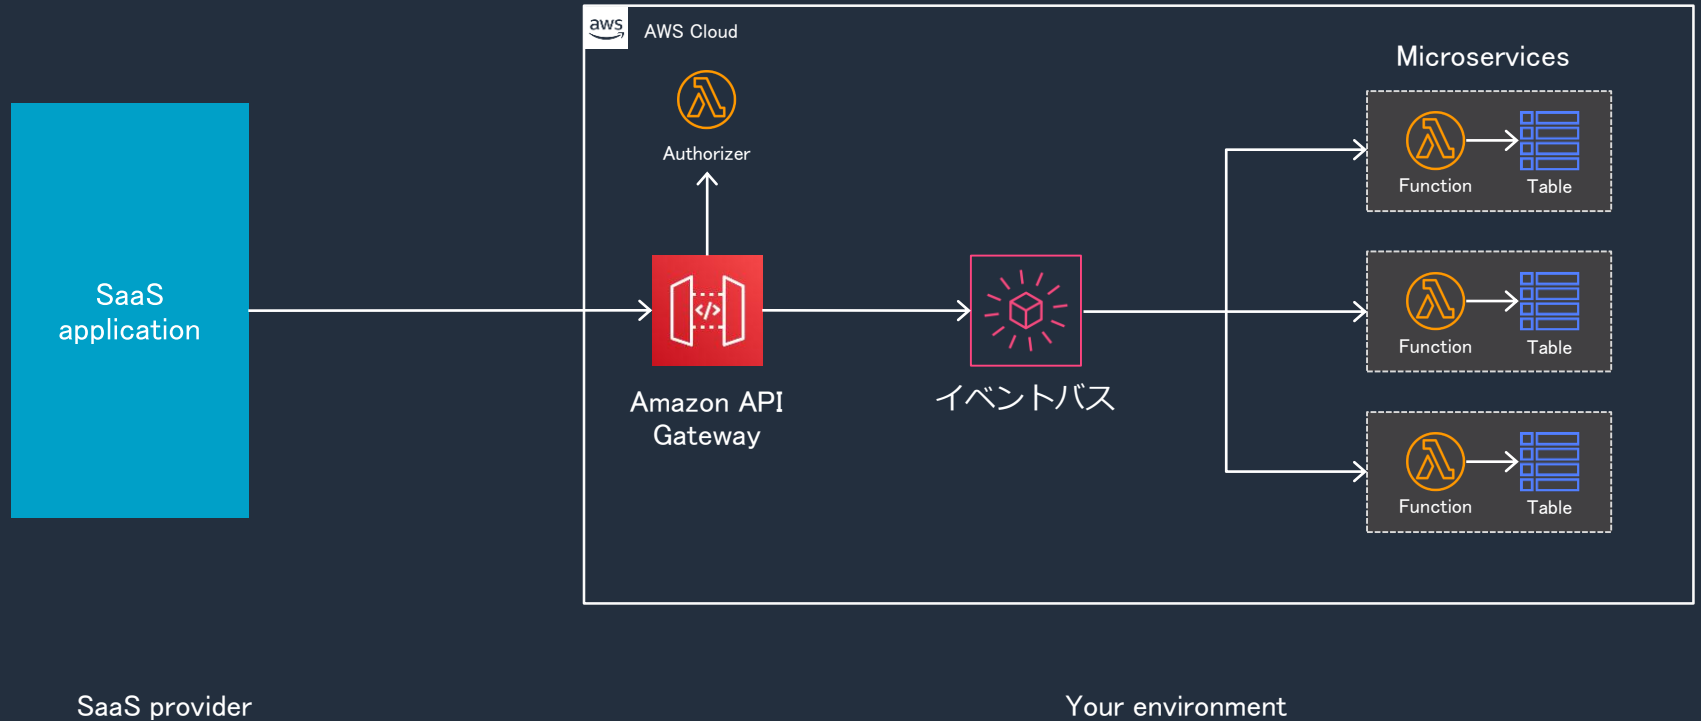 aws
AWS Cloud
Microservices
Authorizer
Function
Table
SaaS
application
</>
Amazon API
Gateway
イベントバス
Function
Table
Function
Table
SaaS provider
Your environment